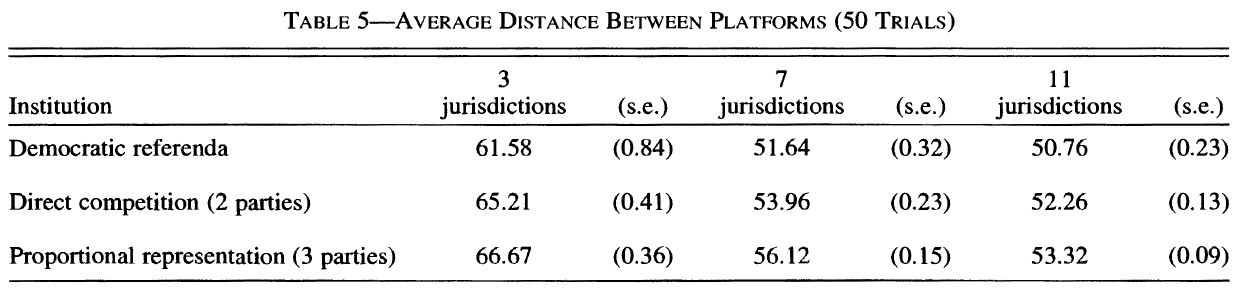 TABLE 5—AVERAGE DISTANCE BETWEEN PLATFORMS (50 TRIALS)
3 7 11
Institution jurisdictions (s.e.) jurisdictions (s.e.) jurisdictions (s.e.)
Democratic referenda 61.58 (0.84) 51.64 (0.32) 50.76 (0.23)
Direct competition (2 parties) 65.21 (0.41) 53.96 (0.23) 52.26 (0.13)
Proportional representation (3 parties) 66.67 (0.36) 56.12 (0.15) 53.32 (0.09)